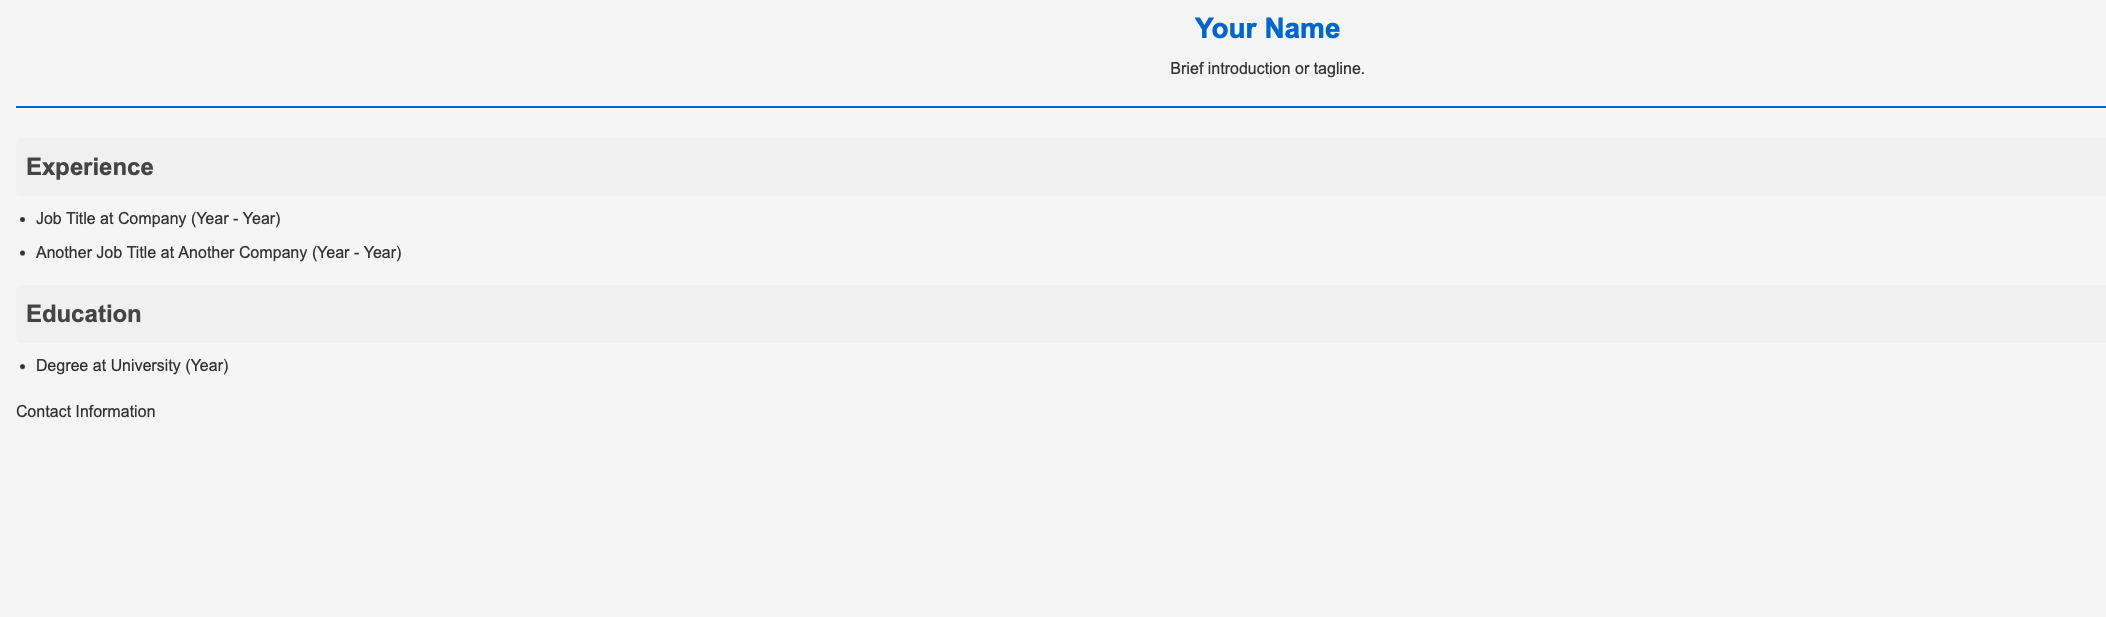 Your Name
Brief introduction or tagline.
Experience
Job Title at Company (Year - Year)
Another Job Title at Another Company (Year - Year)
Education
Degree at University (Year)
Contact Information